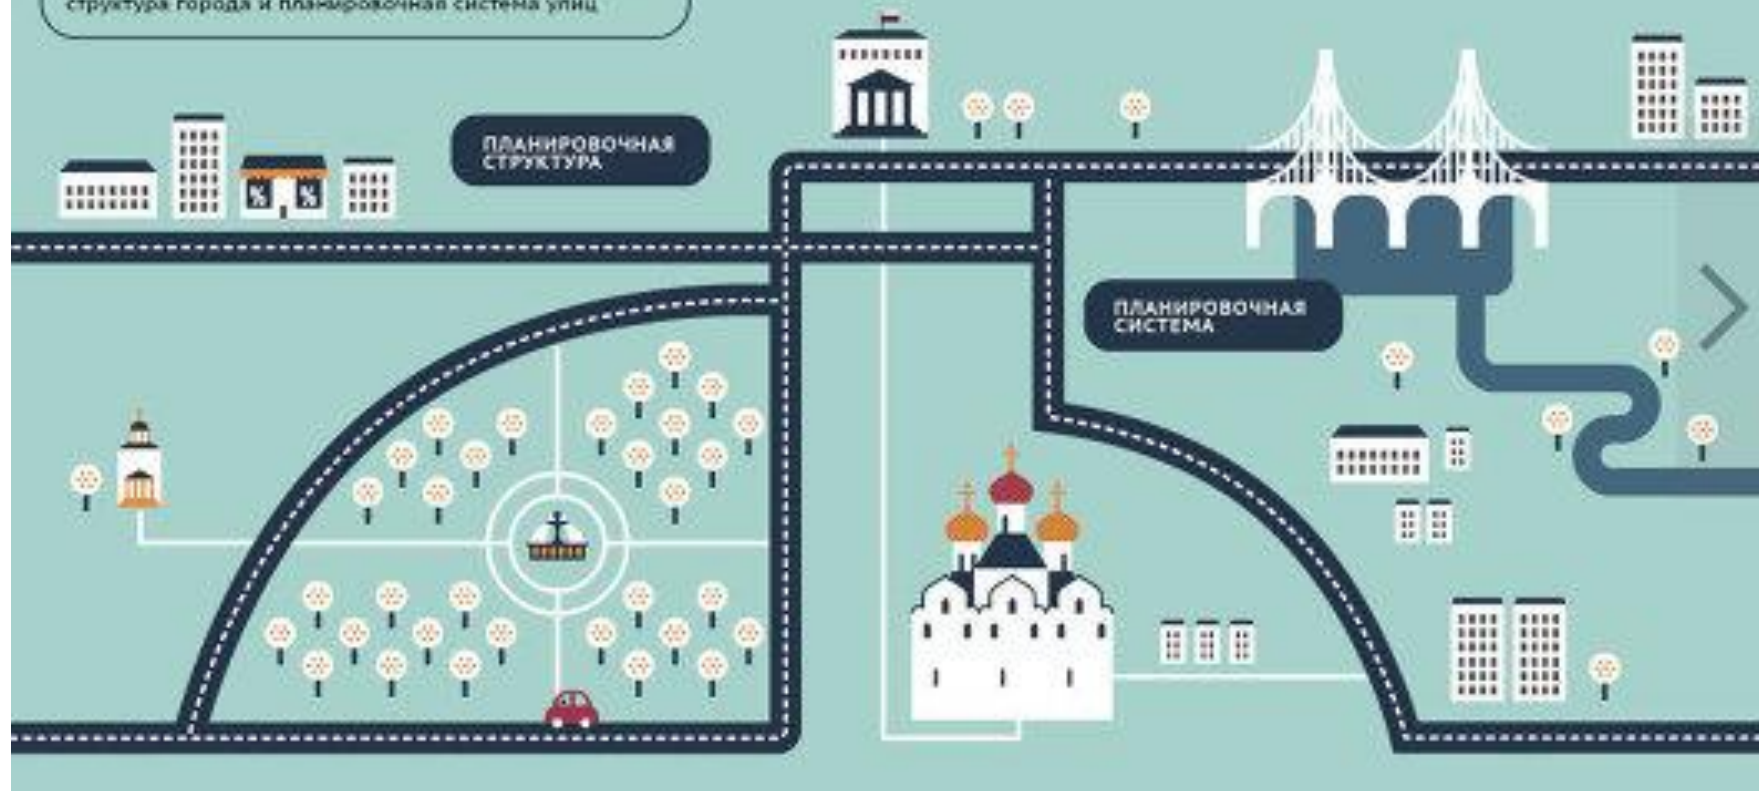 структура города и планировочная система улиц
ПЛАНИРОВОЧНАЯ
СТРУКТУРА
% %
ПЛАНИРОВОЧНАЯ
СИСТЕМА